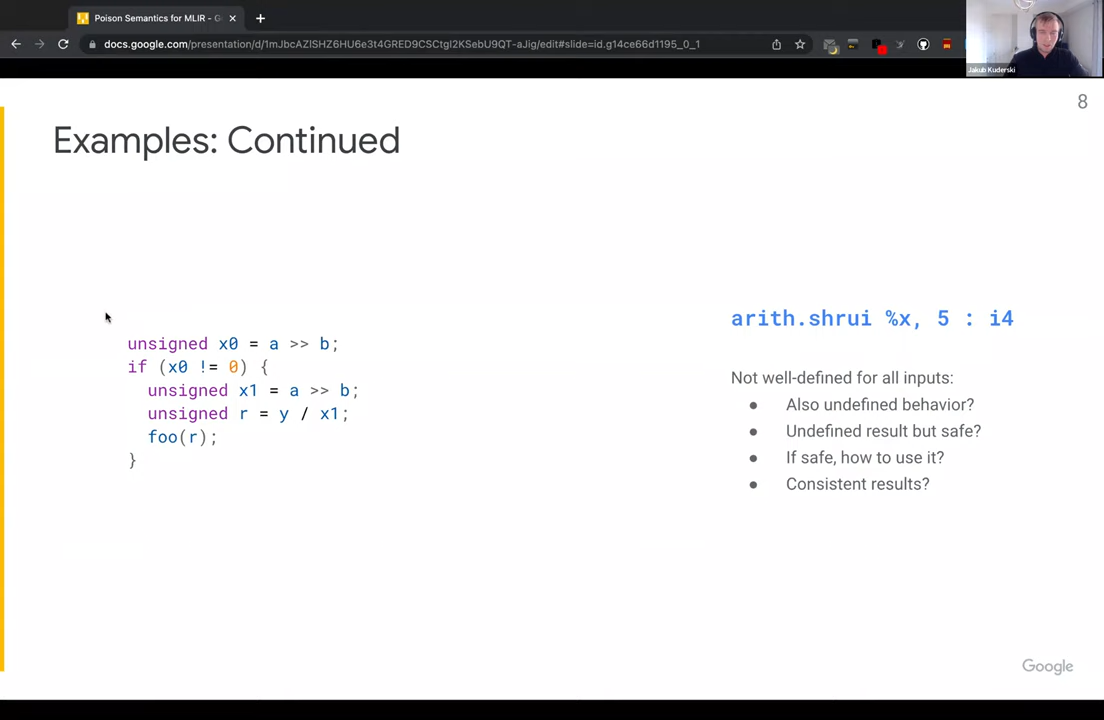 Poison Semantics for MLIR - G
docs.google.com/presentation/d/1mJbcAZISHZ6HU6e3t4GRED9CSCtgI2KSebU9QT-aJig/edit#slide=id.g14ce66d1195_0_1
Jakub Kuderski
8
Examples: Continued
unsigned x0 = a >> b;
if (x0 != 0) {
unsigned x1 = a >> b;
unsigned r = y / x1;
foo(r);
}
arith.shrui %x, 5 : i4
Not well-defined for all inputs:
● Also undefined behavior?
● Undefined result but safe?
● If safe, how to use it?
● Consistent results?
Google